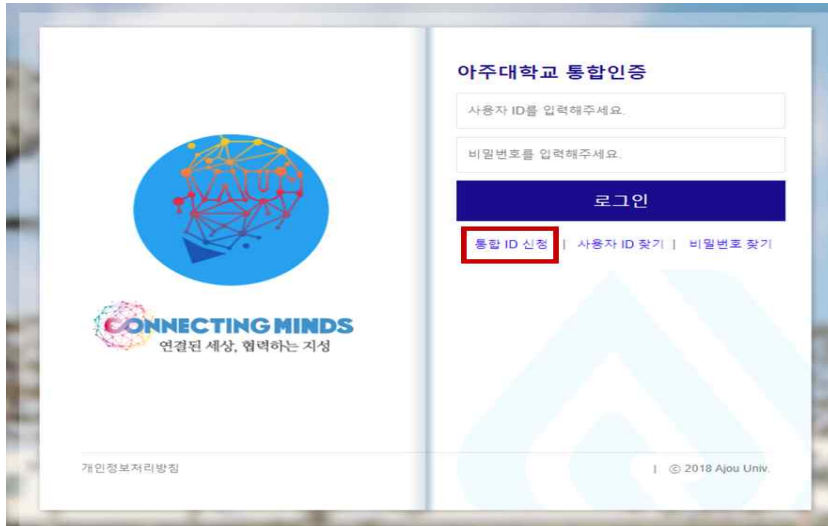 AJOU
CONNECTING MINDS
연결된 세상, 협력하는 지성
개인정보처리방침
아주대학교 통합인증
사용자 ID를 입력해주세요.
비밀번호를 입력해주세요.
로그인
통합 ID 신청 | 사용자 ID 찾기 | 비밀번호 찾기
| ⓒ 2018 Ajou Univ.